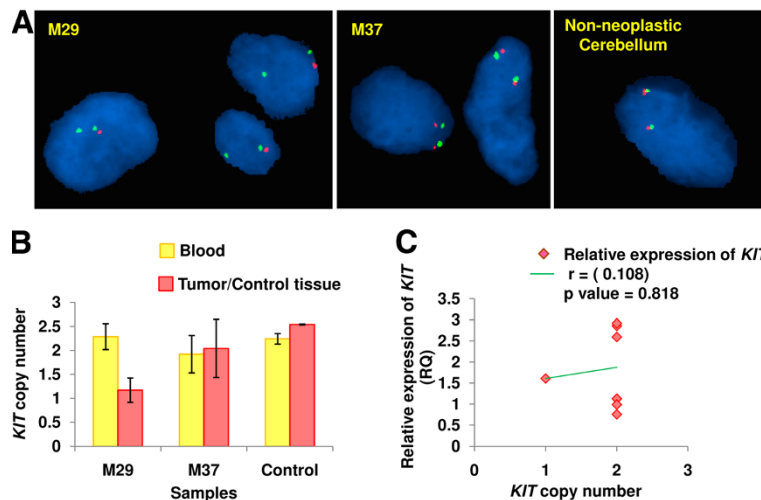 A
M29
M37
Non-neoplastic
Cerebellum
B
Blood
Tumor/Control tissue
KIT copy number
3
2.5
2
1.5
1
0.5
0
M29
M37
Control
Samples
C
Relative expression of KIT
r = ( 0.108)
p value = 0.818
Relative expression of KIT
(RQ)
3.5
3
2.5
2
1.5
1
0.5
0
0
1
2
3
KIT copy number